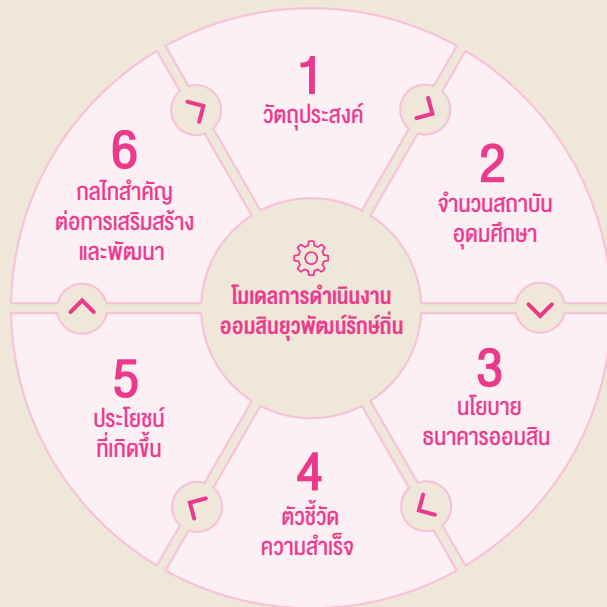 1
วัตถุประสงค์
2
จำนวนสถาบัน
อุดมศึกษา
3
นโยบาย
ธนาคารออมสิน
4
ตัวชี้วัด
ความสำเร็จ
5
ประโยชน์
ที่เกิดขึ้น
6
กลไกสำคัญ
ต่อการเสริมสร้าง
และพัฒนา
โมเดลการดำเนินงาน
ออมสินยุวพัฒน์รักษ์ถิ่น